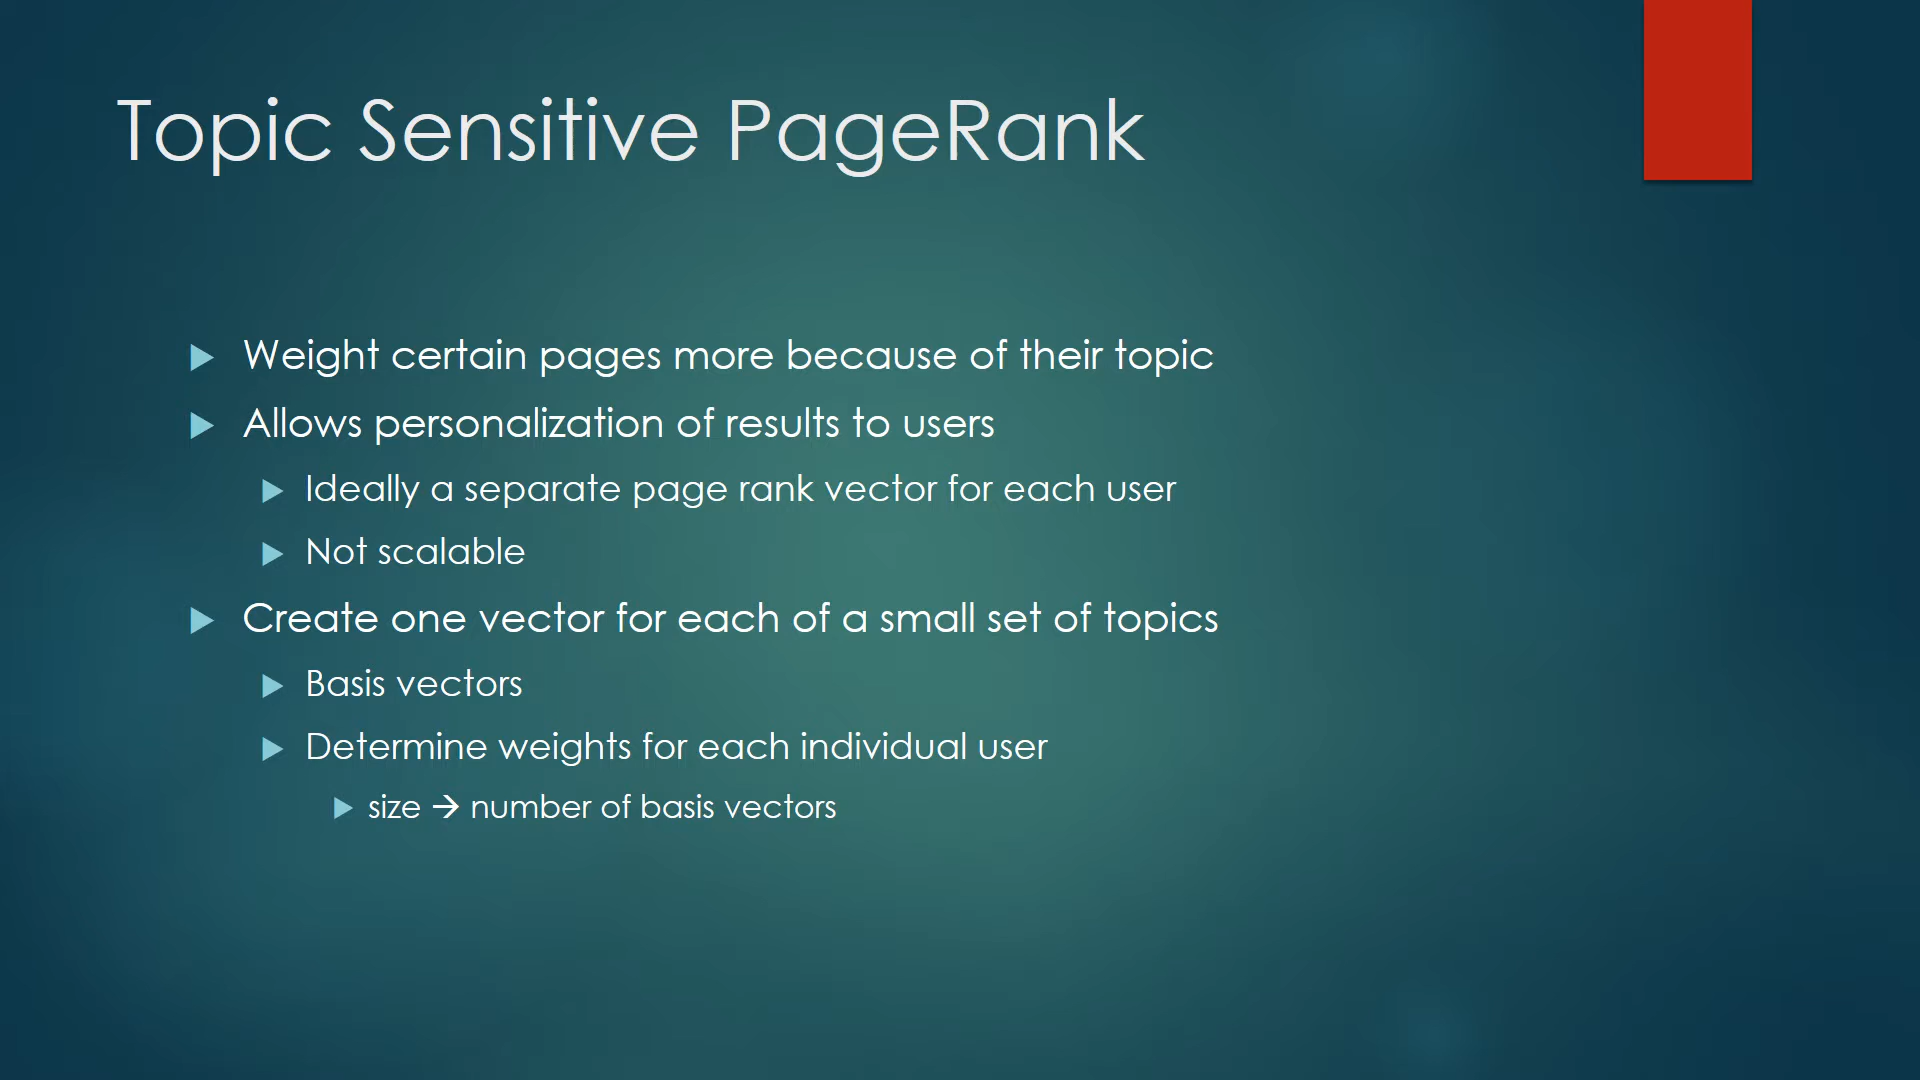 Topic Sensitive PageRank
Weight certain pages more because of their topic
Allows personalization of results to users
Ideally a separate page rank vector for each user
Not scalable
Create one vector for each of a small set of topics
Basis vectors
Determine weights for each individual user
size → number of basis vectors